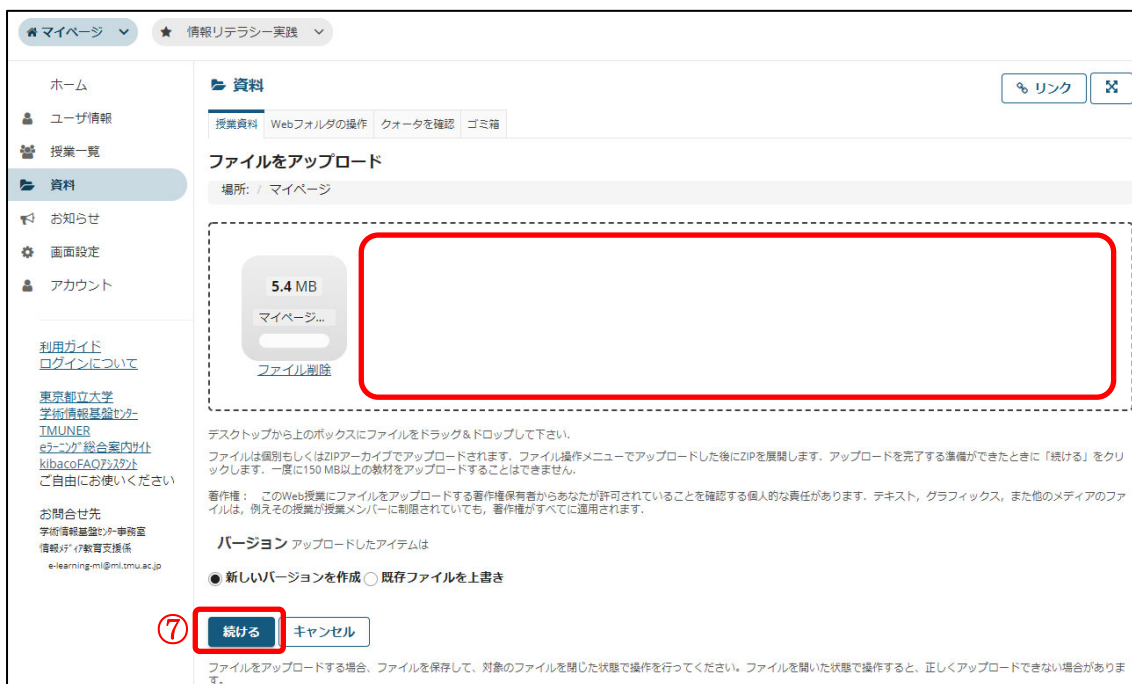 マイページ
★ 情報リテラシー実践
ホーム
ユーザ情報
授業一覧
資料
お知らせ
画面設定
アカウント
利用ガイド
ログインについて
東京都立大学
学術情報基盤ｾﾝﾀｰ
TMUNER
eﾗｰﾆﾝｸﾞ総合案内ｻｲﾄ
kibacoFAQｱｼｽﾀﾝﾄ
ご自由にお使いください
お問合せ先
学術情報基盤ｾﾝﾀｰ事務室
情報ﾒﾃﾞｨｱ教育支援係
e-learning-ml@ml.tmu.ac.jp
資料
リンク
授業資料 Webフォルダの操作 クォータを確認 ゴミ箱
ファイルをアップロード
場所: / マイページ
5.4 MB
マイページ...
ファイル削除
デスクトップから上のボックスにファイルをドラッグ＆ドロップして下さい．
ファイルは個別もしくはZIPアーカイブでアップロードされます．ファイル操作メニューでアップロードした後にZIPを展開します．アップロードを完了する準備ができたときに「続ける」をクリ
ックします．一度に150 MB以上の教材をアップロードすることはできません．
著作権： このWeb授業にファイルをアップロードする著作権保有者からあなたが許可されていることを確認する個人的な責任があります．テキスト，グラフィックス，また他のメディアのファ
イルは，例えその授業が授業メンバーに制限されていても，著作権がすべてに適用されます．
バージョン アップロードしたアイテムは
新しいバージョンを作成 既存ファイルを上書き
⑦ 続ける キャンセル
ファイルをアップロードする場合、ファイルを保存して、対象のファイルを閉じた状態で操作を行ってください。ファイルを開いた状態で操作すると、正しくアップロードできない場合がありま
す。